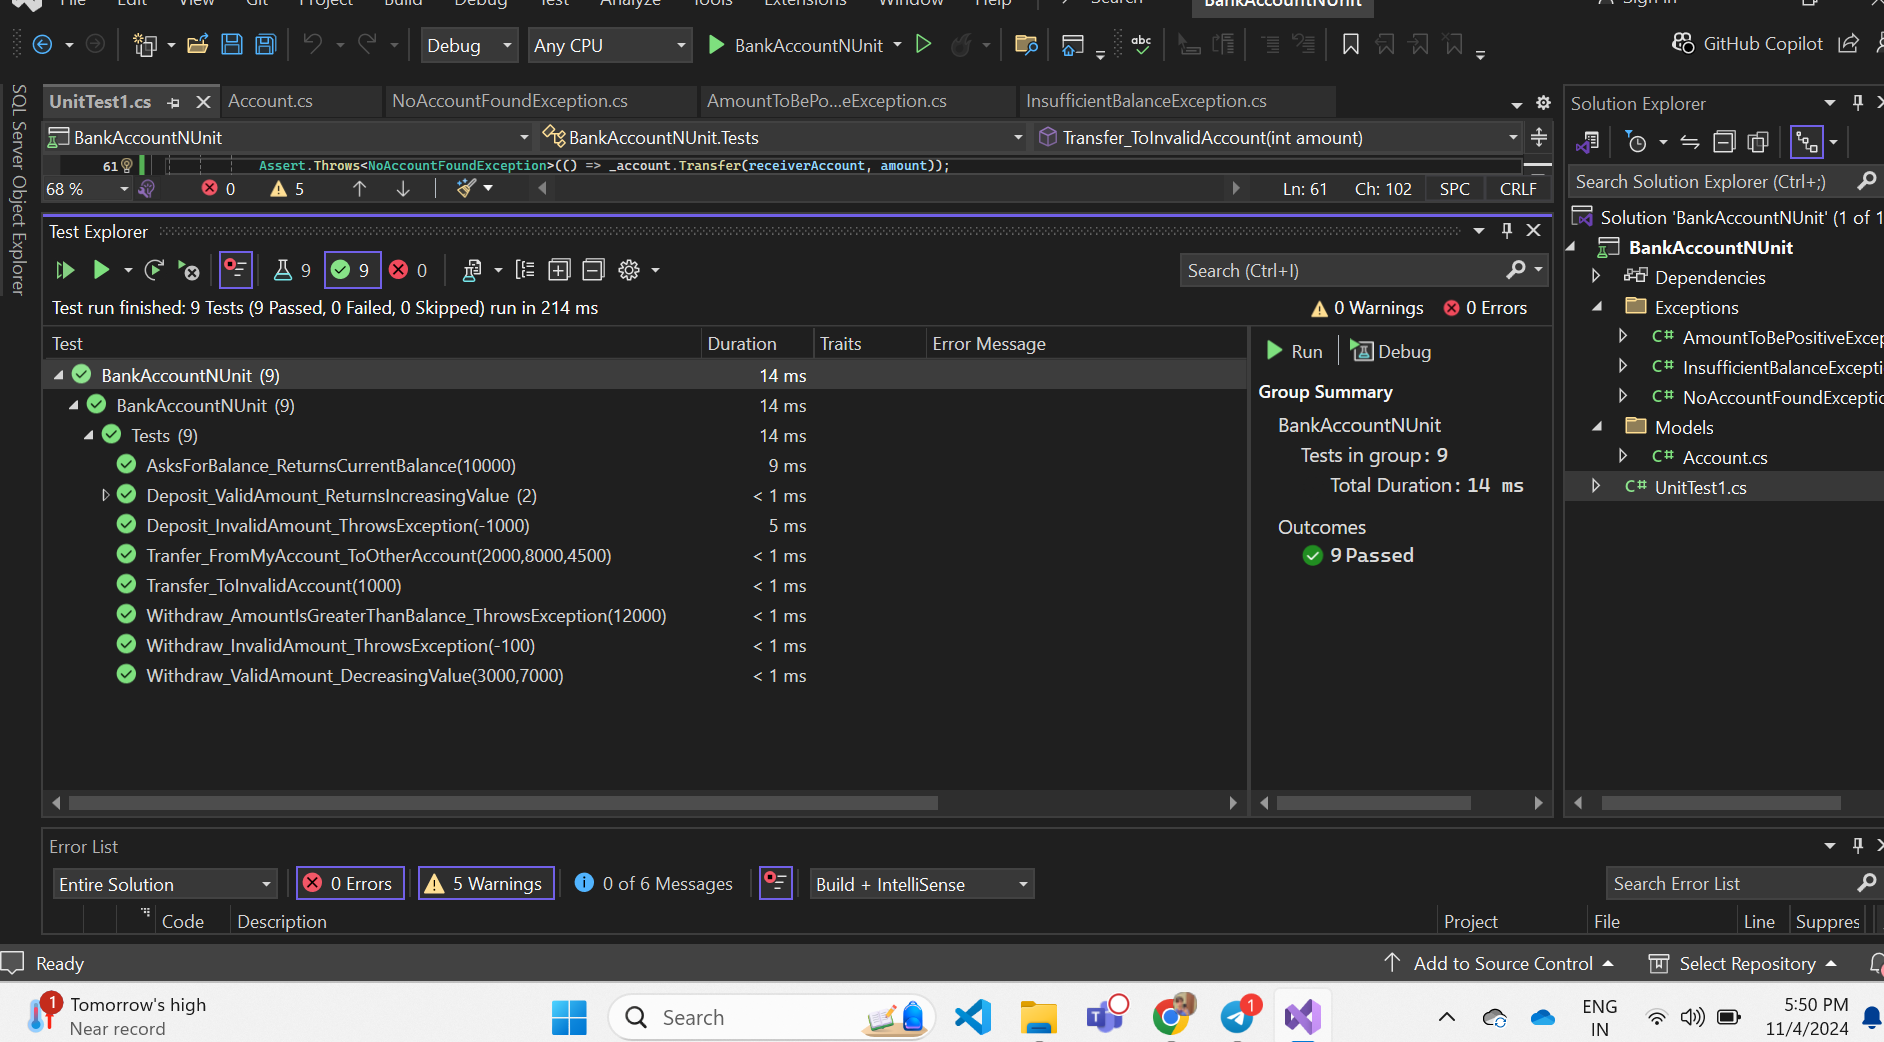 File Edit View Git Project Build Debug Test Analyze Tools Extensions Window Help Search BankAccountNUnit Sign in
Debug Any CPU BankAccountNUnit abc GitHub Copilot
SQL Server Object Explorer
UnitTest1.cs Account.cs NoAccountFoundException.cs AmountToBePo...eException.cs InsufficientBalanceException.cs
BankAccountNUnit BankAccountNUnit.Tests Transfer_ToInvalidAccount(int amount)
61 Assert.Throws<NoAccountFoundException>(() => _account.Transfer(receiverAccount, amount));
68 % 0 5 Ln: 61 Ch: 102 SPC CRLF
Test Explorer
9 9 0 Search (Ctrl+I)
Test run finished: 9 Tests (9 Passed, 0 Failed, 0 Skipped) run in 214 ms 0 Warnings 0 Errors
Test Duration Traits Error Message
BankAccountNUnit (9) 14 ms
BankAccountNUnit (9) 14 ms
Tests (9) 14 ms
AsksForBalance_ReturnsCurrentBalance(10000) 9 ms
Deposit_ValidAmount_ReturnsIncreasingValue (2) < 1 ms
Deposit_InvalidAmount_ThrowsException(-1000) 5 ms
Tranfer_FromMyAccount_ToOtherAccount(2000,8000,4500) < 1 ms
Transfer_ToInvalidAccount(1000) < 1 ms
Withdraw_AmountIsGreaterThanBalance_ThrowsException(12000) < 1 ms
Withdraw_InvalidAmount_ThrowsException(-100) < 1 ms
Withdraw_ValidAmount_DecreasingValue(3000,7000) < 1 ms
Run Debug
Group Summary
BankAccountNUnit
Tests in group: 9
Total Duration: 14 ms
Outcomes
9 Passed
Solution Explorer
Search Solution Explorer (Ctrl+;)
Solution 'BankAccountNUnit' (1 of 1
BankAccountNUnit
Dependencies
Exceptions
C# AmountToBePositiveExcep
C# InsufficientBalanceExcepti
C# NoAccountFoundExceptio
Models
C# Account.cs
C# UnitTest1.cs
Error List
Entire Solution 0 Errors 5 Warnings 0 of 6 Messages Build + IntelliSense Search Error List
Code Description Project File Line Suppres
Ready Add to Source Control Select Repository
1 Tomorrow's high
Near record
Search
1
ENG
IN
5:50 PM
11/4/2024